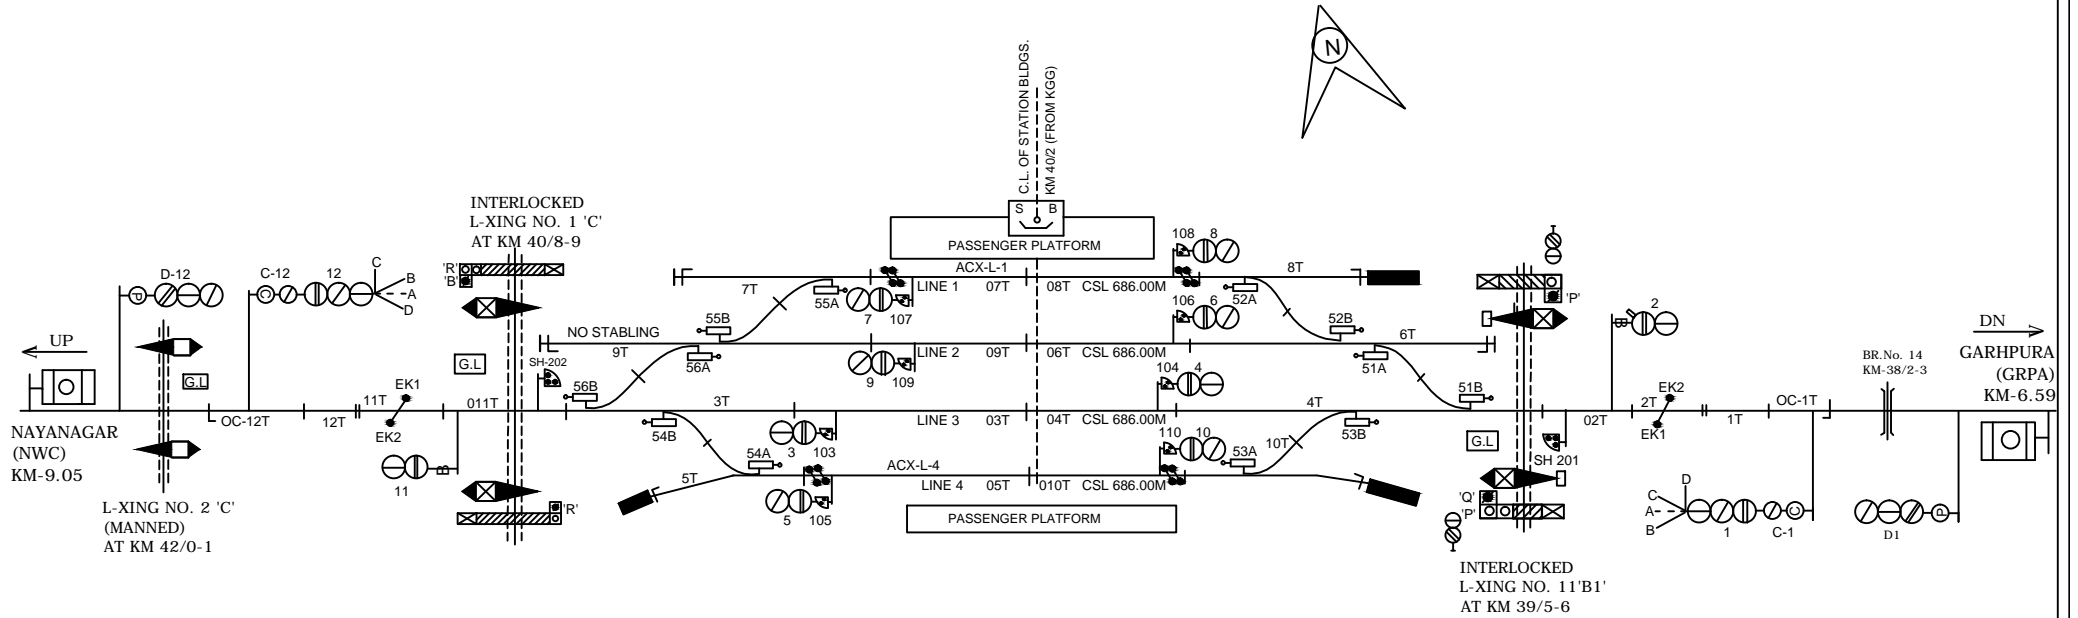 N
C.L. OF STATION BLDGS.
KM 40/2 (FROM KGG)
S B
PASSENGER PLATFORM
INTERLOCKED
L-XING NO. 1 'C'
AT KM 40/8-9
'R'
'B'
D-12
P
C-12
C
12
C
B
A
D
UP
G.L
G.L
NAYANAGAR
(NWC)
KM-9.05
OC-12T
12T
11T
EK1
EK2
011T
11
B
'R'
L-XING NO. 2 'C'
(MANNED)
AT KM 42/0-1
SH-202
NO STABLING
9T
7T
55A
55B
56A
56B
54B
54A
3T
5T
7
107
9
109
3
103
5
105
ACX-L-1
LINE 1
07T
08T
CSL 686.00M
LINE 2
09T
06T
CSL 686.00M
LINE 3
03T
04T
CSL 686.00M
ACX-L-4
LINE 4
05T
010T
CSL 686.00M
PASSENGER PLATFORM
108
8
106
6
104
4
110
10
8T
52A
52B
6T
51A
51B
4T
53B
53A
10T
'P'
2
B
G.L
SH 201
'Q'
'P'
02T
2T
EK2
EK1
1T
OC-1T
INTERLOCKED
L-XING NO. 11'B1'
AT KM 39/5-6
D
C
A
B
1
C
C-1
P
D1
BR.No. 14
KM-38/2-3
DN
GARHPURA
(GRPA)
KM-6.59